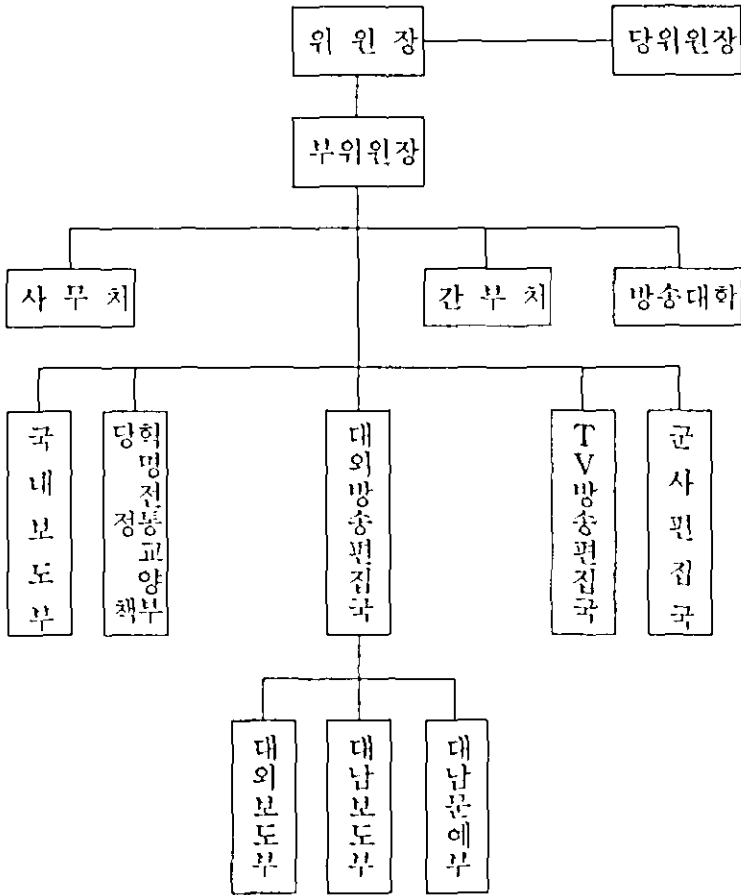 위 원 장
당위원장
부위원장
사 무 처
간 부 처
방송대화
국내보도부
당 정 책
혁명전통교양부
대외방송편집국
TV방송편집국
군사편집국
대외보도부
대남보도부
대남문예부